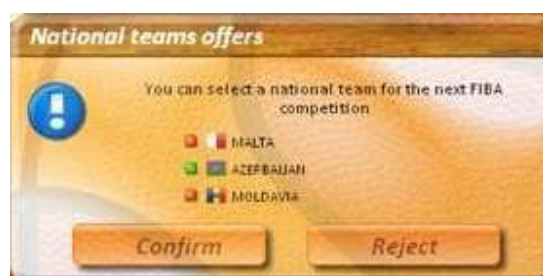 National teams offers
You can select a national team for the next FIBA
competition
MALTA
AZERBAIJAN
MOLDAVIA
Confirm
Reject